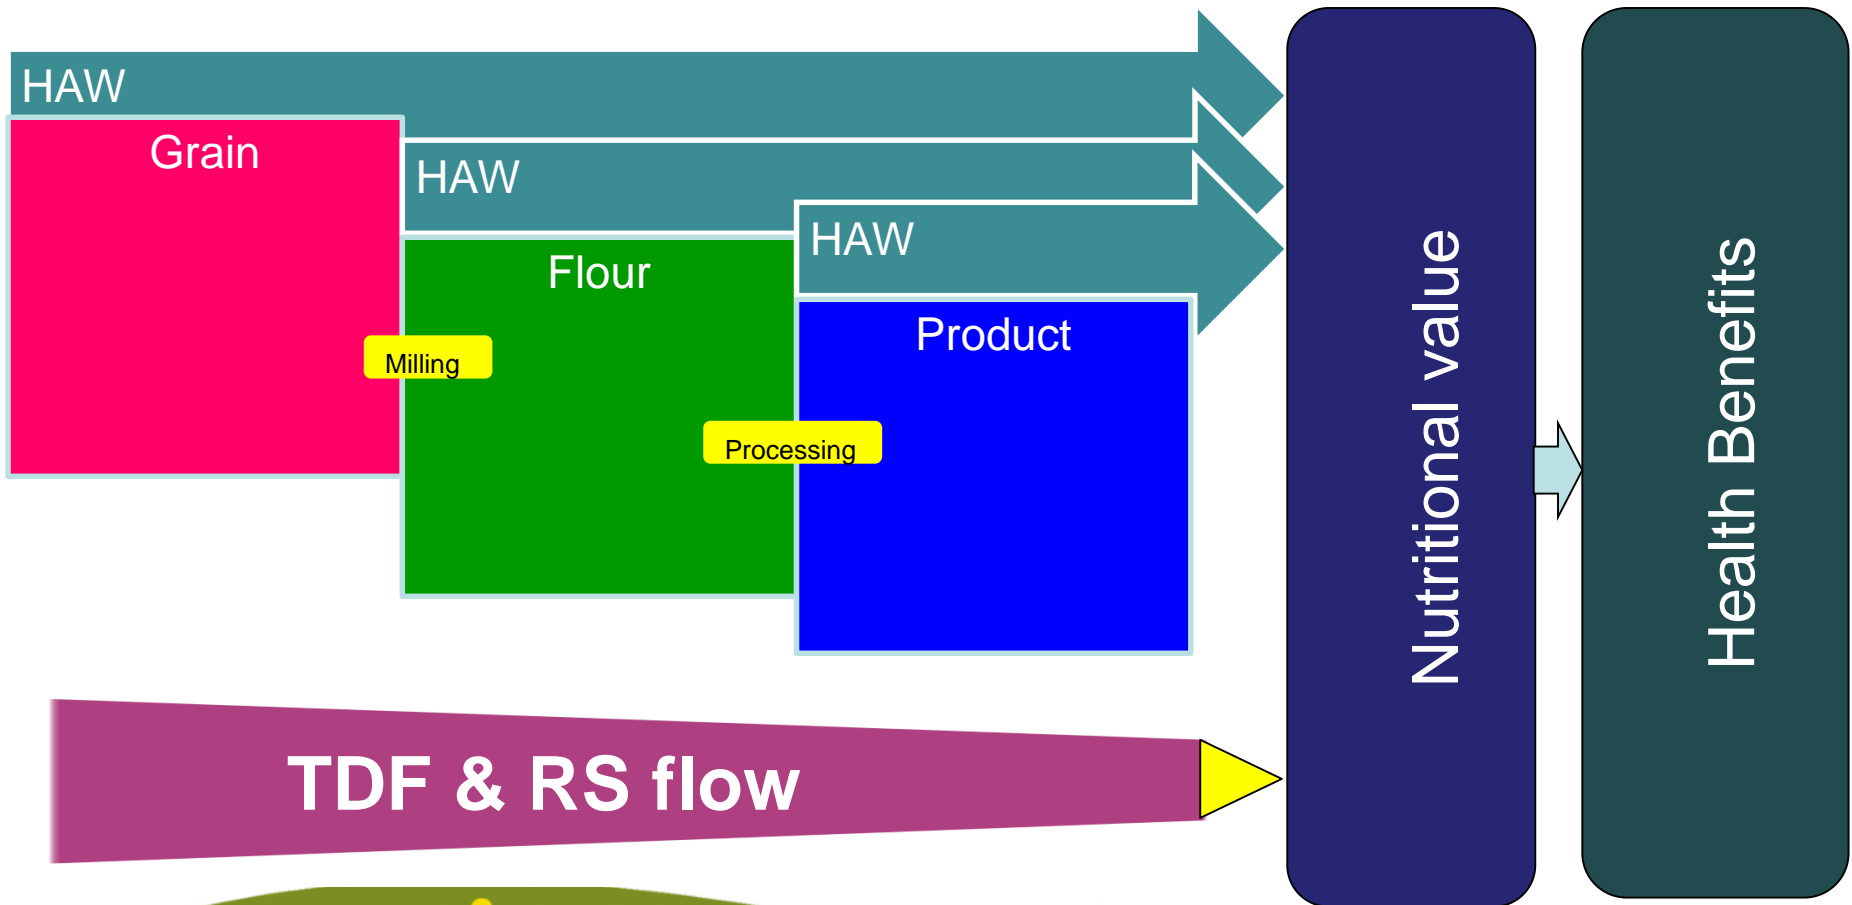 HAW
Grain
HAW
Flour
HAW
Product
Milling
Processing
TDF & RS flow
Nutritional value
Health Benefits